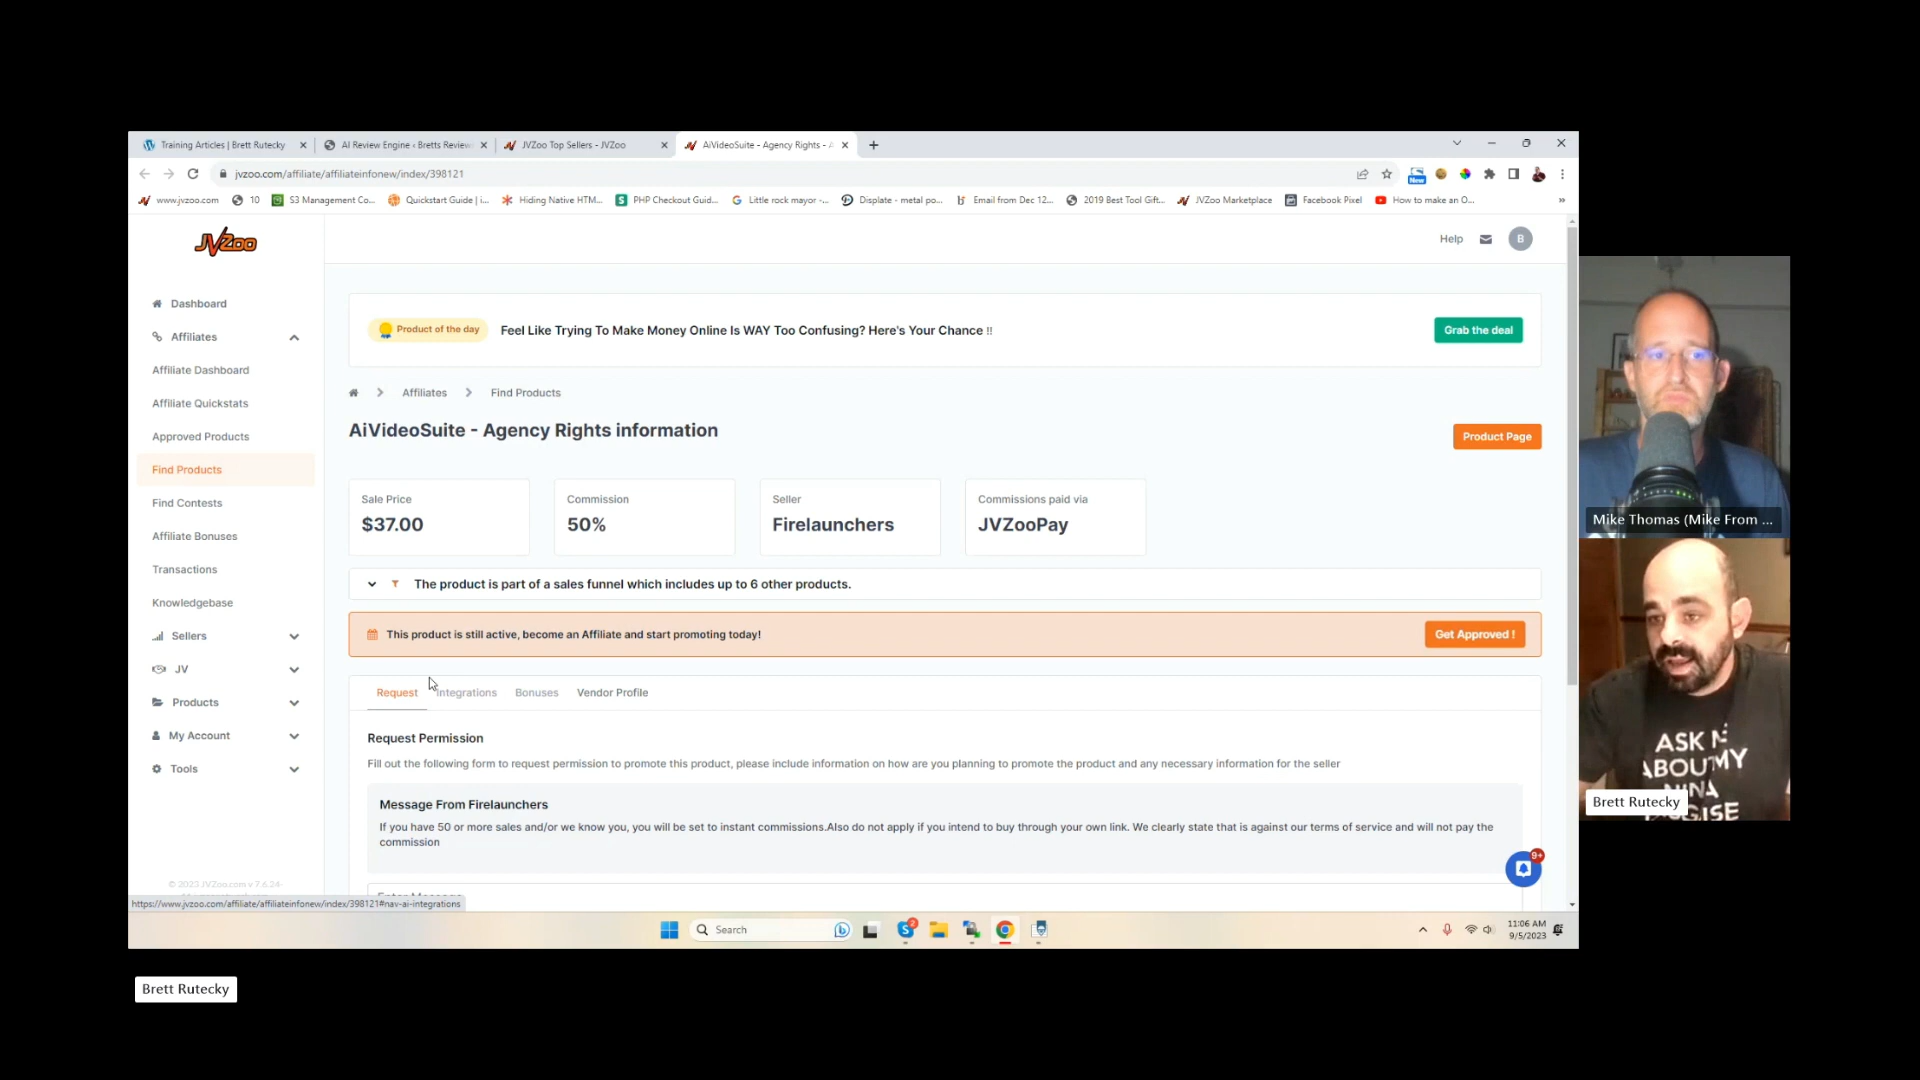 Training Articles | Brett Rutecky
AI Review Engine ‹ Bretts Review
JVZoo Top Sellers - JVZoo
AiVideoSuite - Agency Rights - A
jvzoo.com/affiliate/affiliateinfonew/index/398121
New
www.jvzoo.com
10
S3 Management Co...
Quickstart Guide | i...
Hiding Native HTM...
PHP Checkout Guid...
Little rock mayor -...
Displate - metal po...
Email from Dec 12...
2019 Best Tool Gift...
JVZoo Marketplace
Facebook Pixel
How to make an O...
»
JVZoo
Help
B
Dashboard
Affiliates
Affiliate Dashboard
Affiliate Quickstats
Approved Products
Find Products
Find Contests
Affiliate Bonuses
Transactions
Knowledgebase
Sellers
JV
Products
My Account
Tools
© 2023 JVZoo.com v 7.6.24-
Product of the day
Feel Like Trying To Make Money Online Is WAY Too Confusing? Here's Your Chance !!
Grab the deal
Affiliates
Find Products
AiVideoSuite - Agency Rights information
Product Page
Sale Price
$37.00
Commission
50%
Seller
Firelaunchers
Commissions paid via
JVZooPay
The product is part of a sales funnel which includes up to 6 other products.
This product is still active, become an Affiliate and start promoting today!
Get Approved !
Request
Integrations
Bonuses
Vendor Profile
Request Permission
Fill out the following form to request permission to promote this product, please include information on how are you planning to promote the product and any necessary information for the seller
Message From Firelaunchers
If you have 50 or more sales and/or we know you, you will be set to instant commissions.Also do not apply if you intend to buy through your own link. We clearly state that is against our terms of service and will not pay the
commission
9+
https://www.jvzoo.com/affiliate/affiliateinfonew/index/398121#nav-ai-integrations
Search
2
11:06 AM
9/5/2023
Mike Thomas (Mike From ...
ASK
ABOUT MY
Brett Rutecky
Brett Rutecky